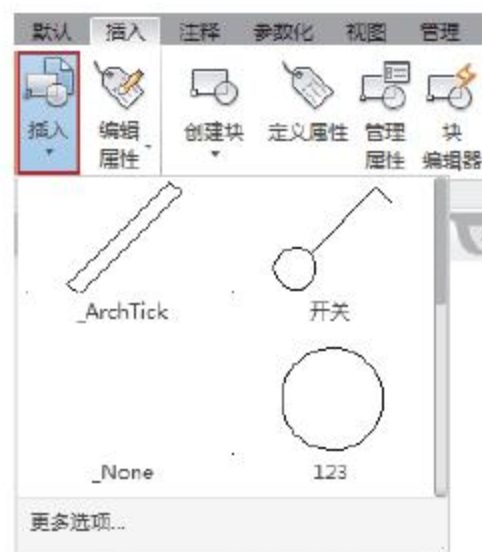 默认 插入 注释 参数化 视图 管理
插入 编辑属性 创建块 定义属性 管理属性 块编辑器
_ArchTick 开关
_None 123
更多选项...